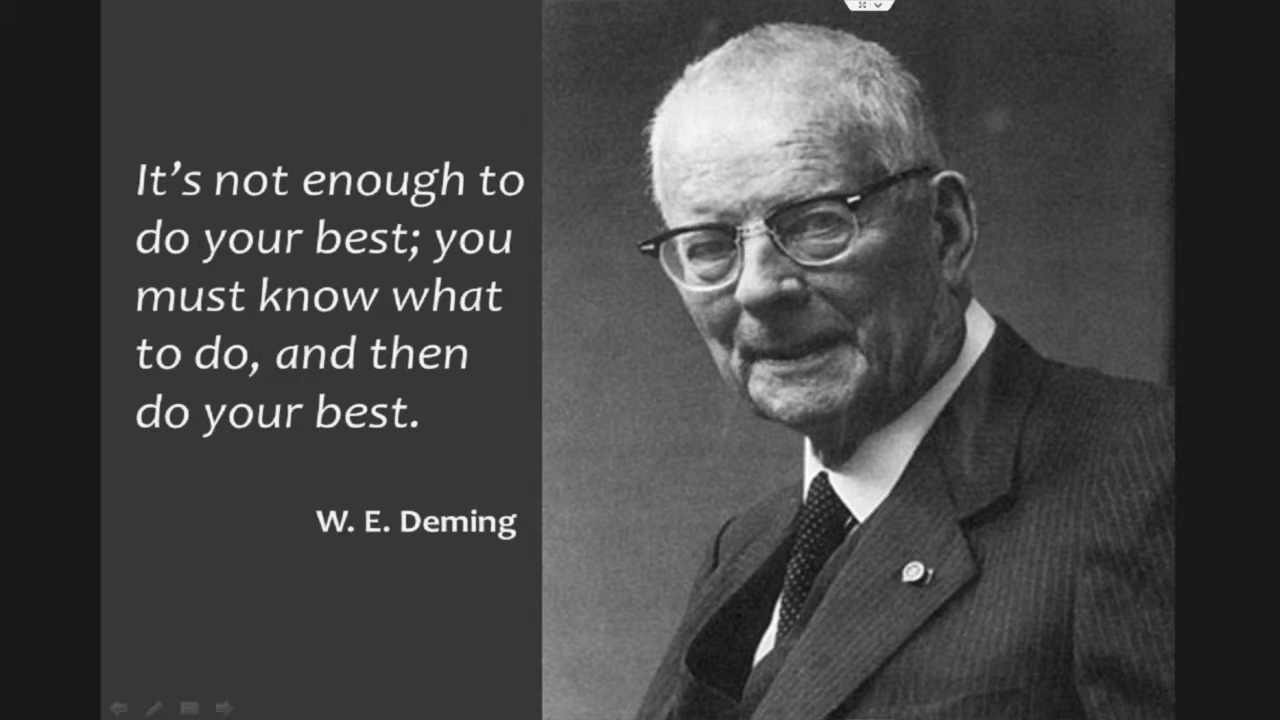 It’s not enough to
do your best; you
must know what
to do, and then
do your best.
W. E. Deming